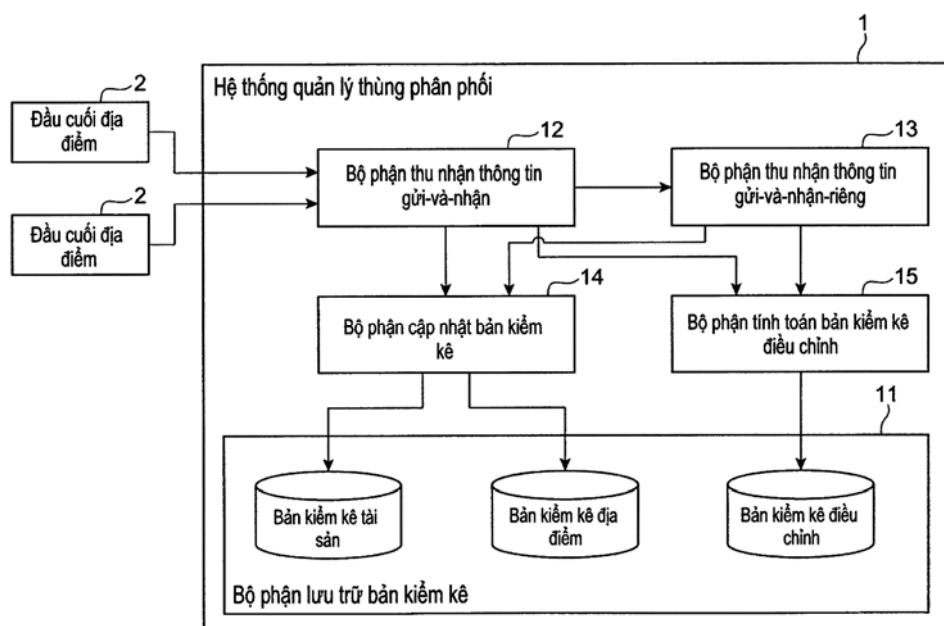 1
Hệ thống quản lý thùng phân phối
2
Đầu cuối địa
điểm
2
Đầu cuối địa
điểm
12
Bộ phận thu nhận thông tin
gửi-và-nhận
13
Bộ phận thu nhận thông tin
gửi-và-nhận-riêng
14
Bộ phận cập nhật bản kiểm
kê
15
Bộ phận tính toán bản kiểm kê
điều chỉnh
11
Bản kiểm kê tài
sản
Bản kiểm kê địa
điểm
Bản kiểm kê điều
chỉnh
Bộ phận lưu trữ bản kiểm kê